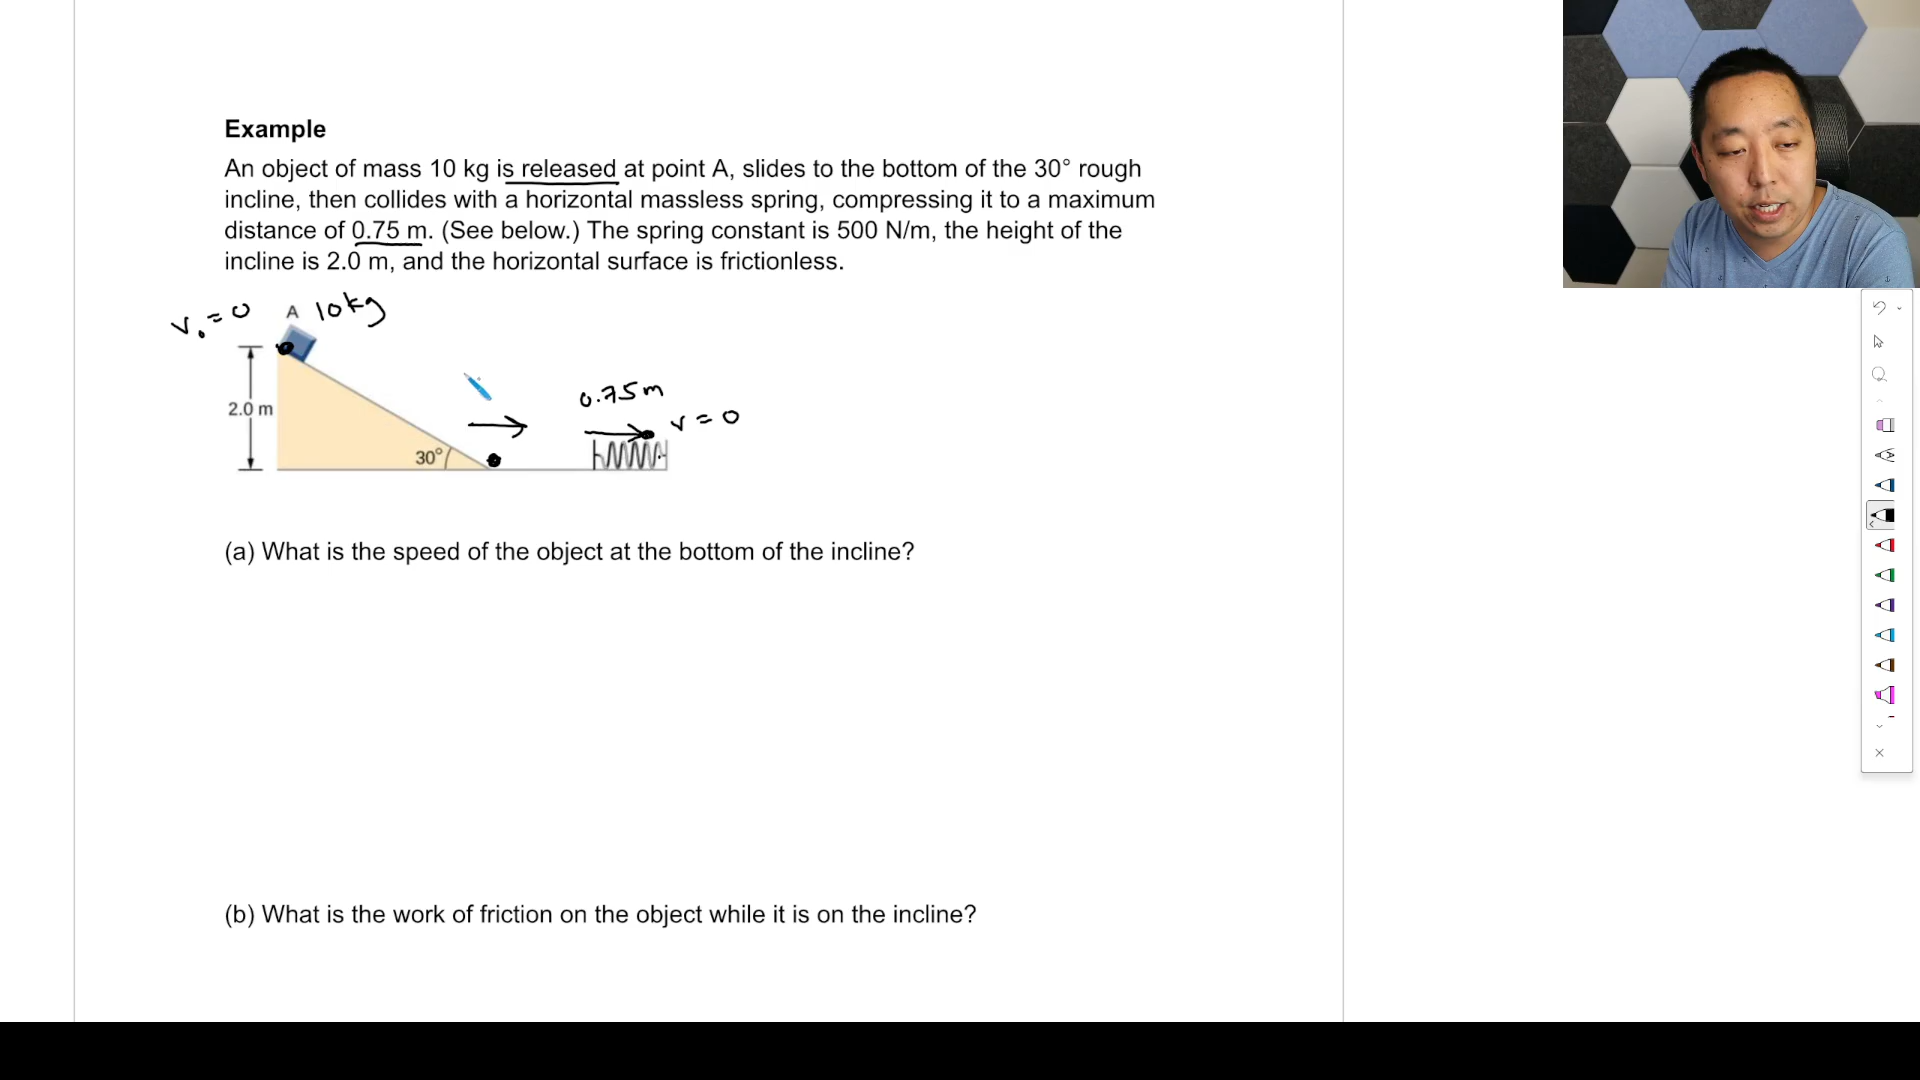 Example
An object of mass 10 kg is released at point A, slides to the bottom of the 30° rough
incline, then collides with a horizontal massless spring, compressing it to a maximum
distance of 0.75 m. (See below.) The spring constant is 500 N/m, the height of the
incline is 2.0 m, and the horizontal surface is frictionless.
v₀=0 A 10kg
0.75m
v=0
2.0 m
30°
(a) What is the speed of the object at the bottom of the incline?
(b) What is the work of friction on the object while it is on the incline?